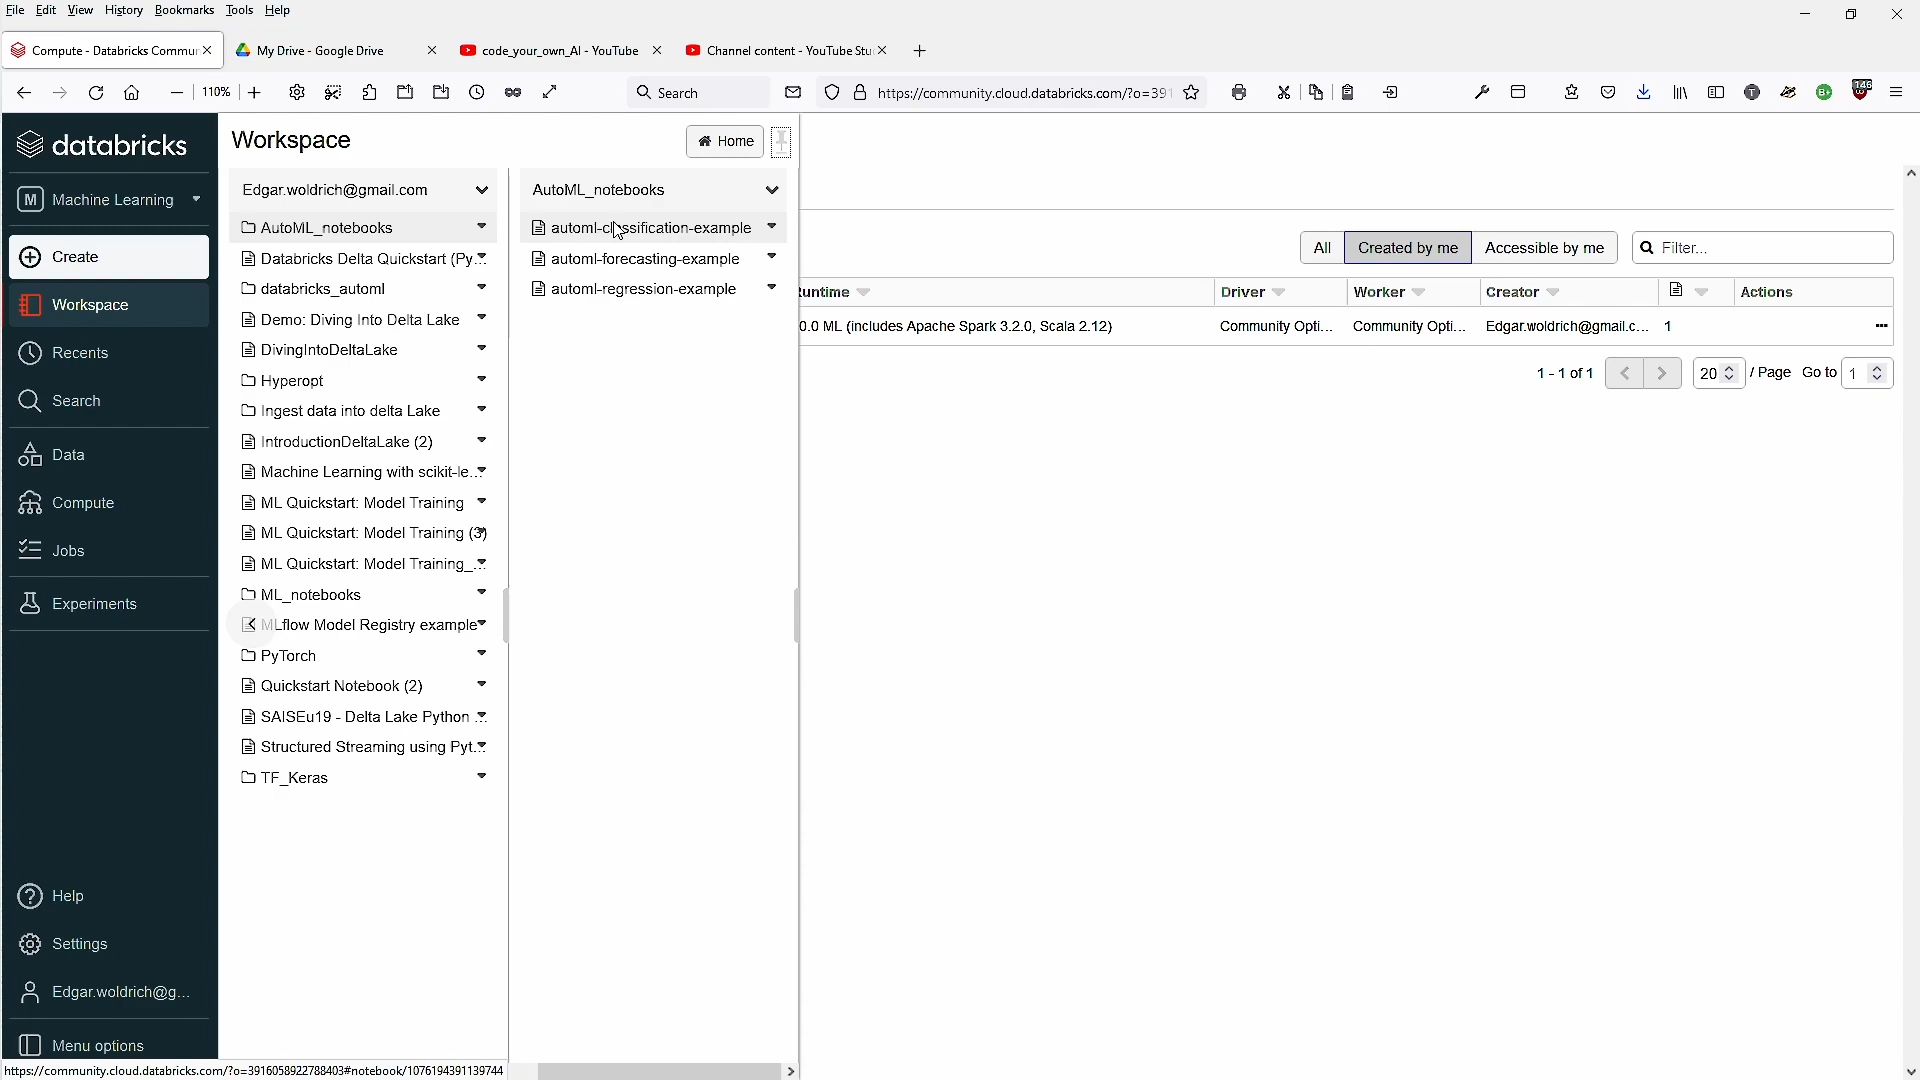 File Edit View History Bookmarks Tools Help
Compute - Databricks Commun
My Drive - Google Drive
code_your_own_AI - YouTube
Channel content - YouTube Stu
110%
Search
https://community.cloud.databricks.com/?o=391
146
databricks
M Machine Learning
Create
Workspace
Recents
Search
Data
Compute
Jobs
Experiments
Help
Settings
Edgar.woldrich@g...
Menu options
Workspace
Home
Edgar.woldrich@gmail.com
AutoML_notebooks
Databricks Delta Quickstart (Py...
databricks_automl
Demo: Diving Into Delta Lake
DivingIntoDeltaLake
Hyperopt
Ingest data into delta Lake
IntroductionDeltaLake (2)
Machine Learning with scikit-le...
ML Quickstart: Model Training
ML Quickstart: Model Training (3)
ML Quickstart: Model Training_...
ML_notebooks
MLflow Model Registry example
PyTorch
Quickstart Notebook (2)
SAISEu19 - Delta Lake Python ...
Structured Streaming using Pyt...
TF_Keras
AutoML_notebooks
automl-classification-example
automl-forecasting-example
automl-regression-example
All Created by me Accessible by me Filter...
Runtime Driver Worker Creator Actions
0.0 ML (includes Apache Spark 3.2.0, Scala 2.12) Community Opti... Community Opti... Edgar.woldrich@gmail.c... 1
1 - 1 of 1 20 / Page Go to 1
https://community.cloud.databricks.com/?o=3916058922788403#notebook/1076194391139744